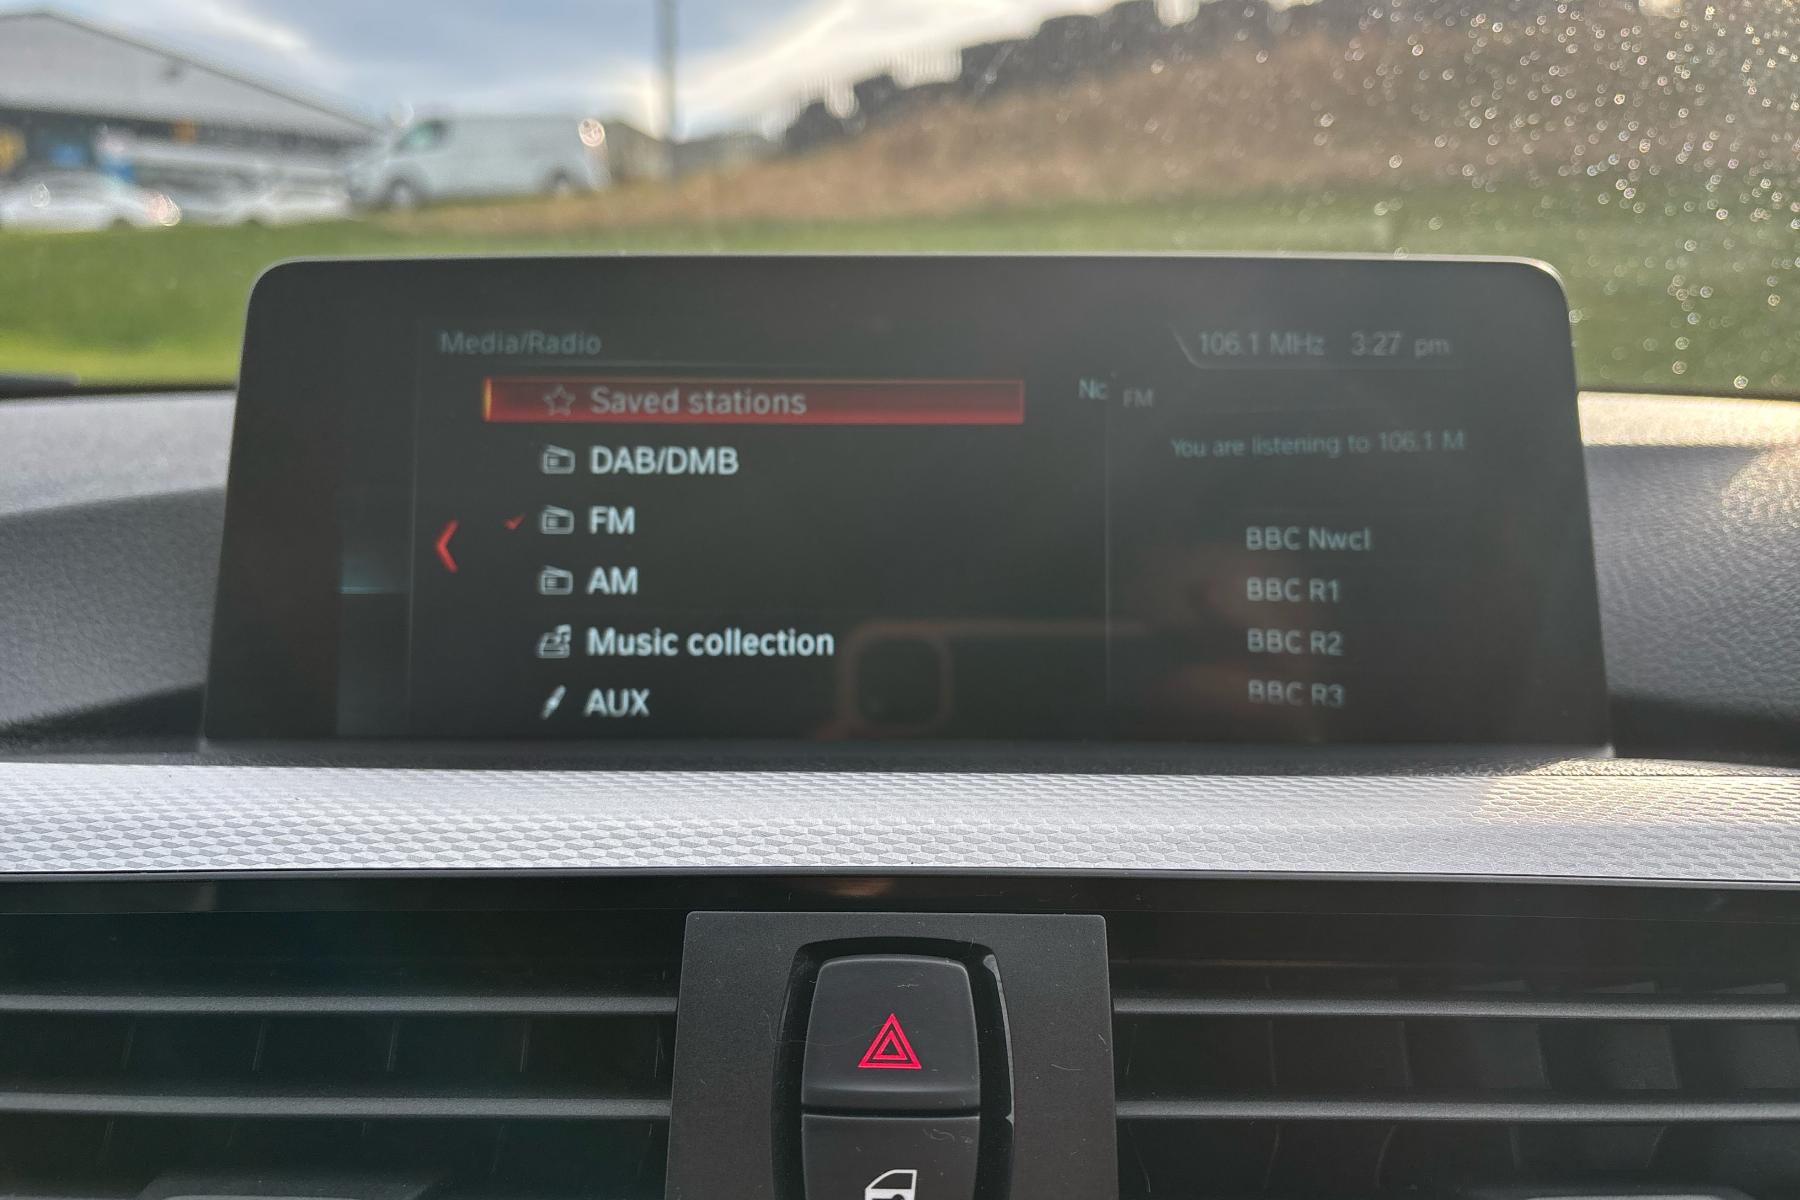 Media/Radio
106.1 MHz 3:27 pm
Saved stations
Nc FM
DAB/DMB
You are listening to 106.1 M
FM
BBC Nwcl
AM
BBC R1
Music collection
BBC R2
AUX
BBC R3